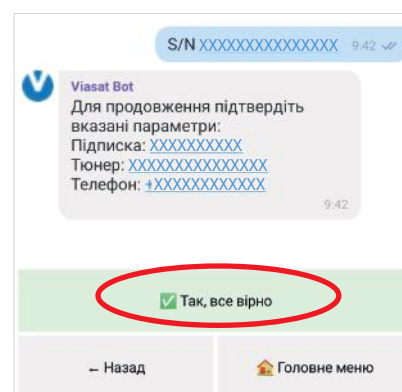 S/N XXXXXXXXXXXXXXX 9:42
Viasat Bot
Для продовження підтвердіть
вказані параметри:
Підписка: XXXXXXXXXX
Тюнер: XXXXXXXXXXXXXXX
Телефон: +XXXXXXXXXXXX
9:42
✅ Так, все вірно
← Назад
🏠 Головне меню